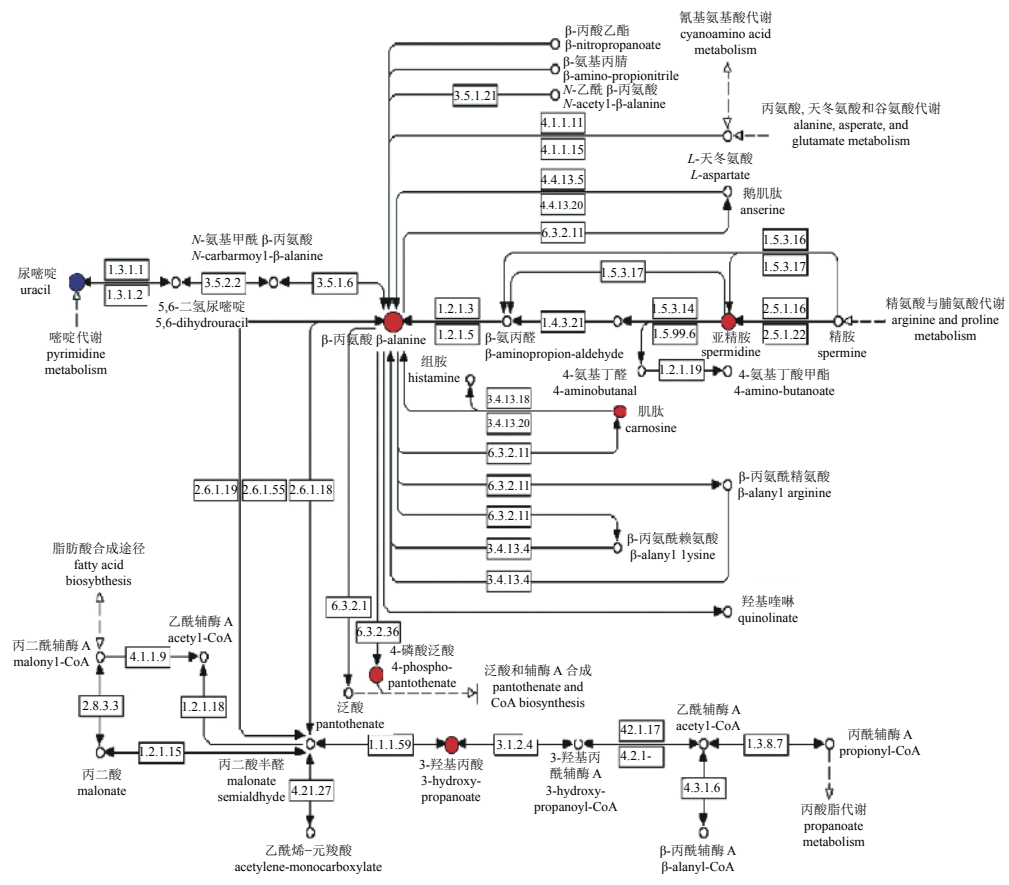 β-丙酸乙酯
β-nitropropanoate
β-氨基丙腈
β-amino-propionitrile
N-乙酰 β-丙氨酸
N-acety1-β-alanine
3.5.1.21
氰基氨基酸代谢
cyanoamino acid
metabolism
4.1.1.11
4.1.1.15
丙氨酸, 天冬氨酸和谷氨酸代谢
alanine, asperate, and
glutamate metabolism
L-天冬氨酸
L-aspartate
4.4.13.5
4.4.13.20
鹅肌肽
anserine
6.3.2.11
N-氨基甲酰 β-丙氨酸
N-carbarmoy1-β-alanine
尿嘧啶
uracil
1.3.1.1
1.3.1.2
3.5.2.2
3.5.1.6
5,6-二氢尿嘧啶
5,6-dihydrouracil
嘧啶代谢
pyrimidine
metabolism
1.5.3.16
1.5.3.17
1.5.3.17
1.2.1.3
1.2.1.5
1.4.3.21
1.5.3.14
1.5.99.6
2.5.1.16
2.5.1.22
精氨酸与脯氨酸代谢
arginine and proline
metabolism
β-丙氨酸 β-alanine
β-氨丙醛
β-aminopropion-aldehyde
亚精胺
spermidine
精胺
spermine
组胺
histamine
4-氨基丁醛
4-aminobutanal
1.2.1.19
4-氨基丁酸甲酯
4-amino-butanoate
3.4.13.18
3.4.13.20
肌肽
carnosine
6.3.2.11
2.6.1.19
2.6.1.55
2.6.1.18
6.3.2.11
β-丙氨酰精氨酸
β-alany1 arginine
6.3.2.11
3.4.13.4
β-丙氨酰赖氨酸
β-alany1 1ysine
3.4.13.4
脂肪酸合成途径
fatty acid
biosybthesis
6.3.2.1
6.3.2.36
羟基喹啉
quinolinate
丙二酰辅酶 A
malony1-CoA
4.1.1.9
乙酰辅酶 A
acety1-CoA
4-磷酸泛酸
4-phospho-
pantothenate
泛酸
pantothenate
泛酸和辅酶 A 合成
pantothenate and
CoA biosynthesis
2.8.3.3
1.2.1.18
1.2.1.15
丙二酸
malonate
丙二酸半醛
malonate
semialdhyde
1.1.1.59
3-羟基丙酸
3-hydroxy-
propanoate
3.1.2.4
3-羟基丙
酰辅酶 A
3-hydroxy-
propanoyl-CoA
42.1.17
4.2.1-
乙酰辅酶 A
acety1-CoA
1.3.8.7
丙酰辅酶 A
propionyl-CoA
4.21.27
4.3.1.6
丙酸脂代谢
propanoate
metabolism
乙酰烯−元羧酸
acetylene-monocarboxylate
β-丙酰辅酶 A
β-alanyl-CoA